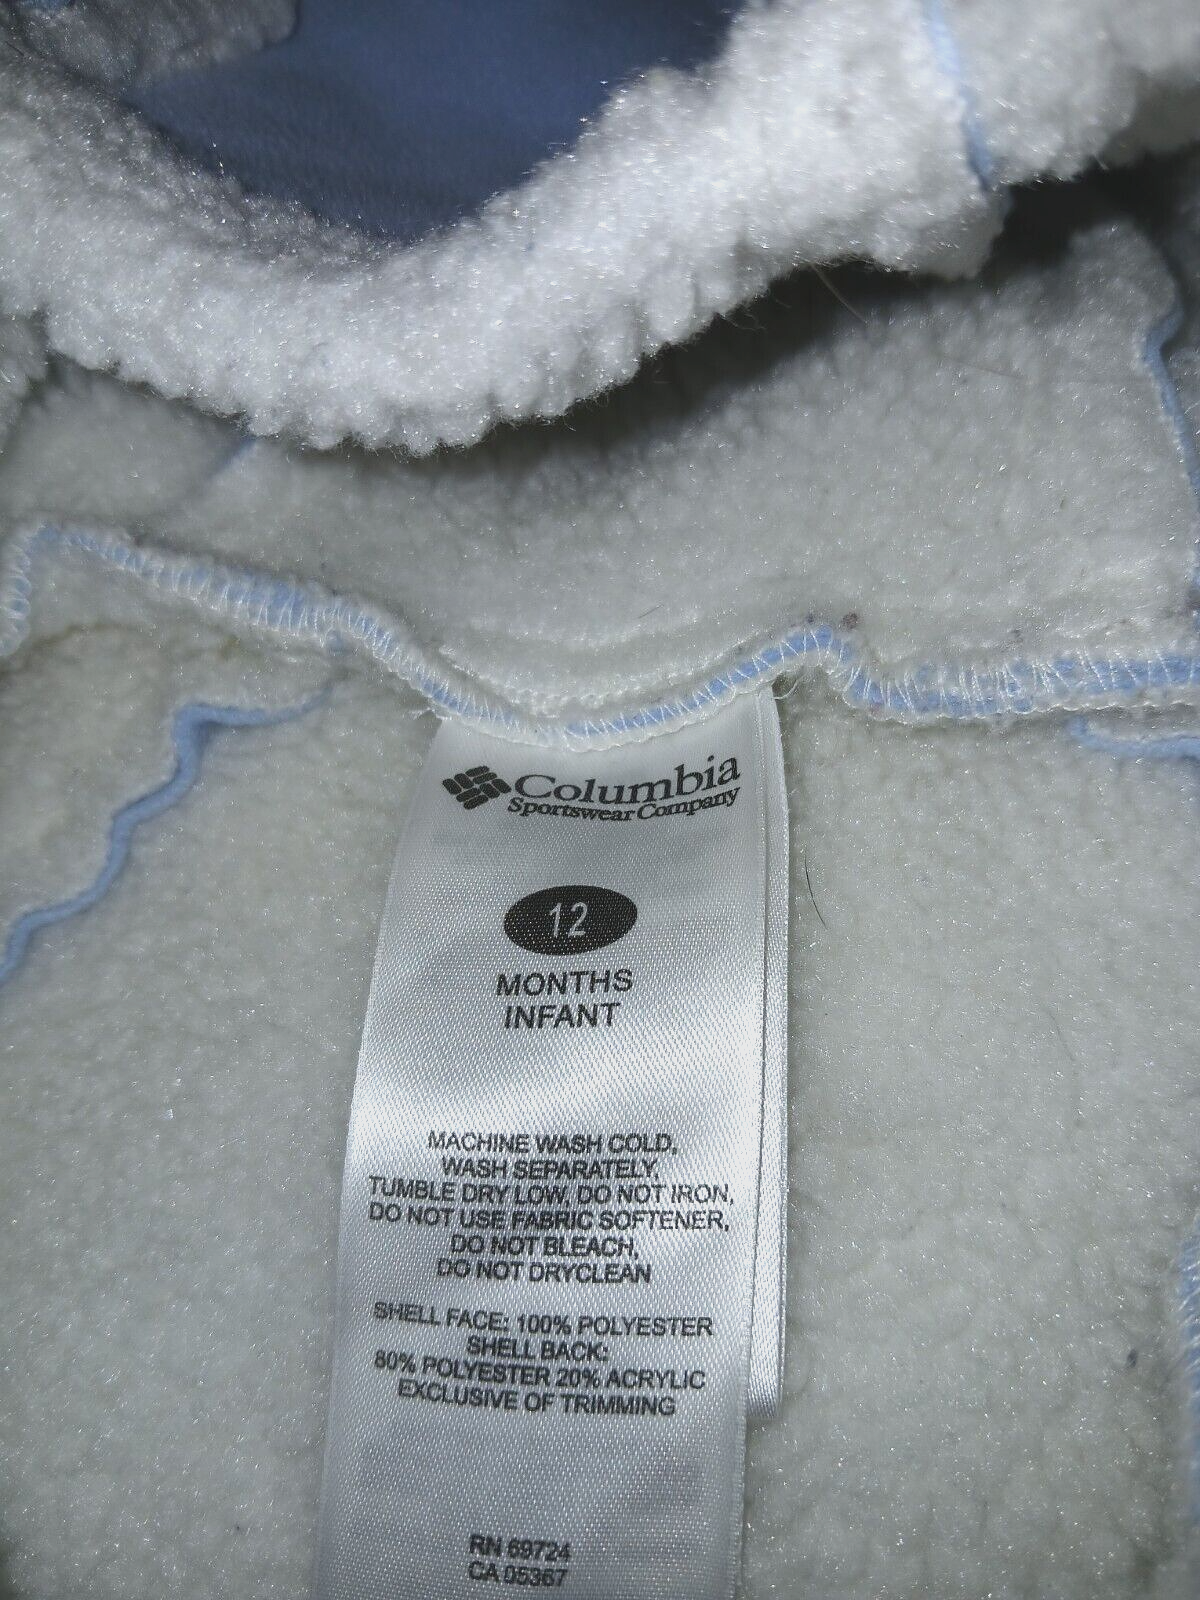 Columbia
Sportswear Company
12
MONTHS
INFANT
MACHINE WASH COLD,
WASH SEPARATELY,
TUMBLE DRY LOW, DO NOT IRON,
DO NOT USE FABRIC SOFTENER,
DO NOT BLEACH,
DO NOT DRYCLEAN
SHELL FACE: 100% POLYESTER
SHELL BACK:
80% POLYESTER 20% ACRYLIC
EXCLUSIVE OF TRIMMING
RN 69724
CA 05367